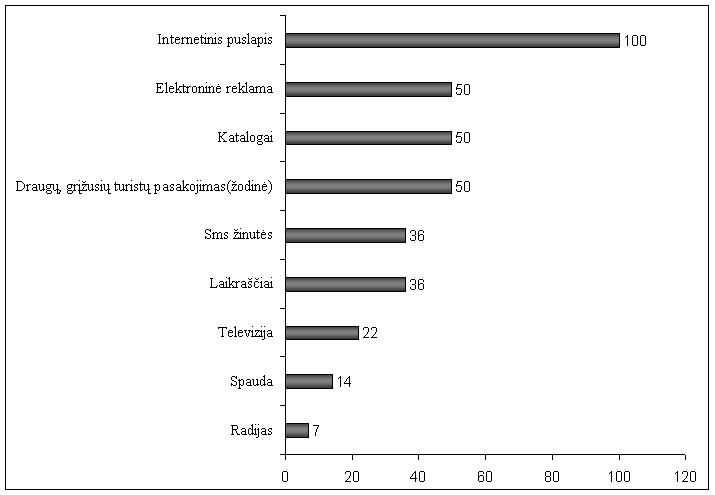 Internetinis puslapis 100
Elektroninė reklama 50
Katalogai 50
Draugų, grįžusių turistų pasakojimas(žodinė) 50
Sms žinutės 36
Laikraščiai 36
Televizija 22
Spauda 14
Radijas 7
0 20 40 60 80 100 120